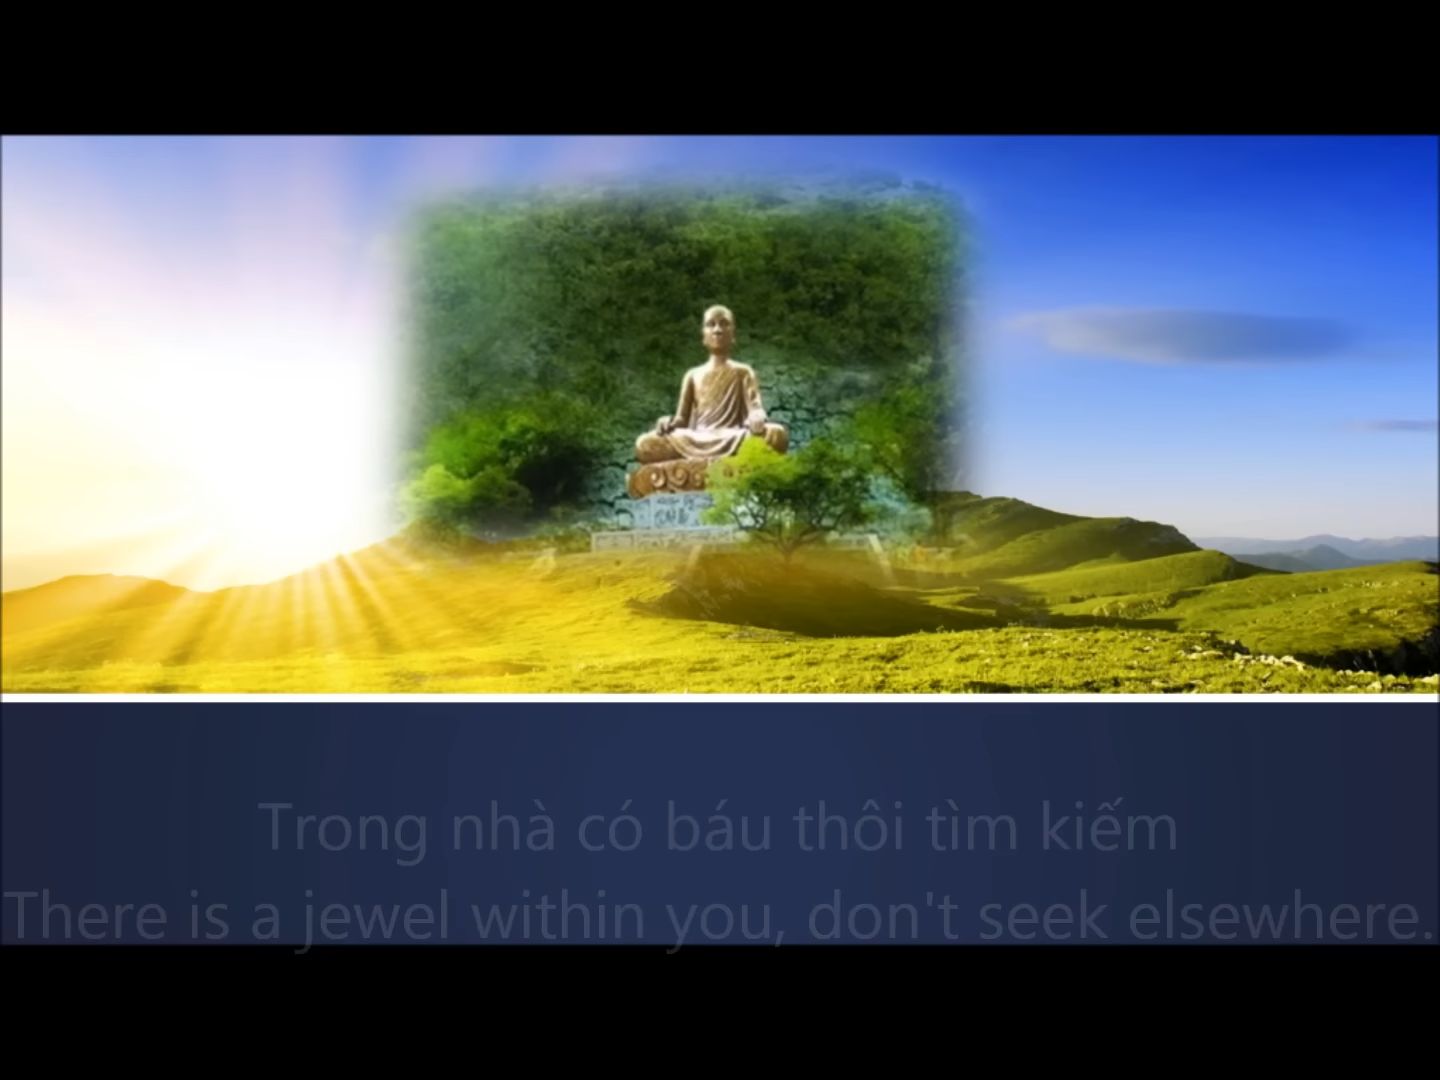 Trong nhà có báu thôi tìm kiếm
There is a jewel within you, don't seek elsewhere.